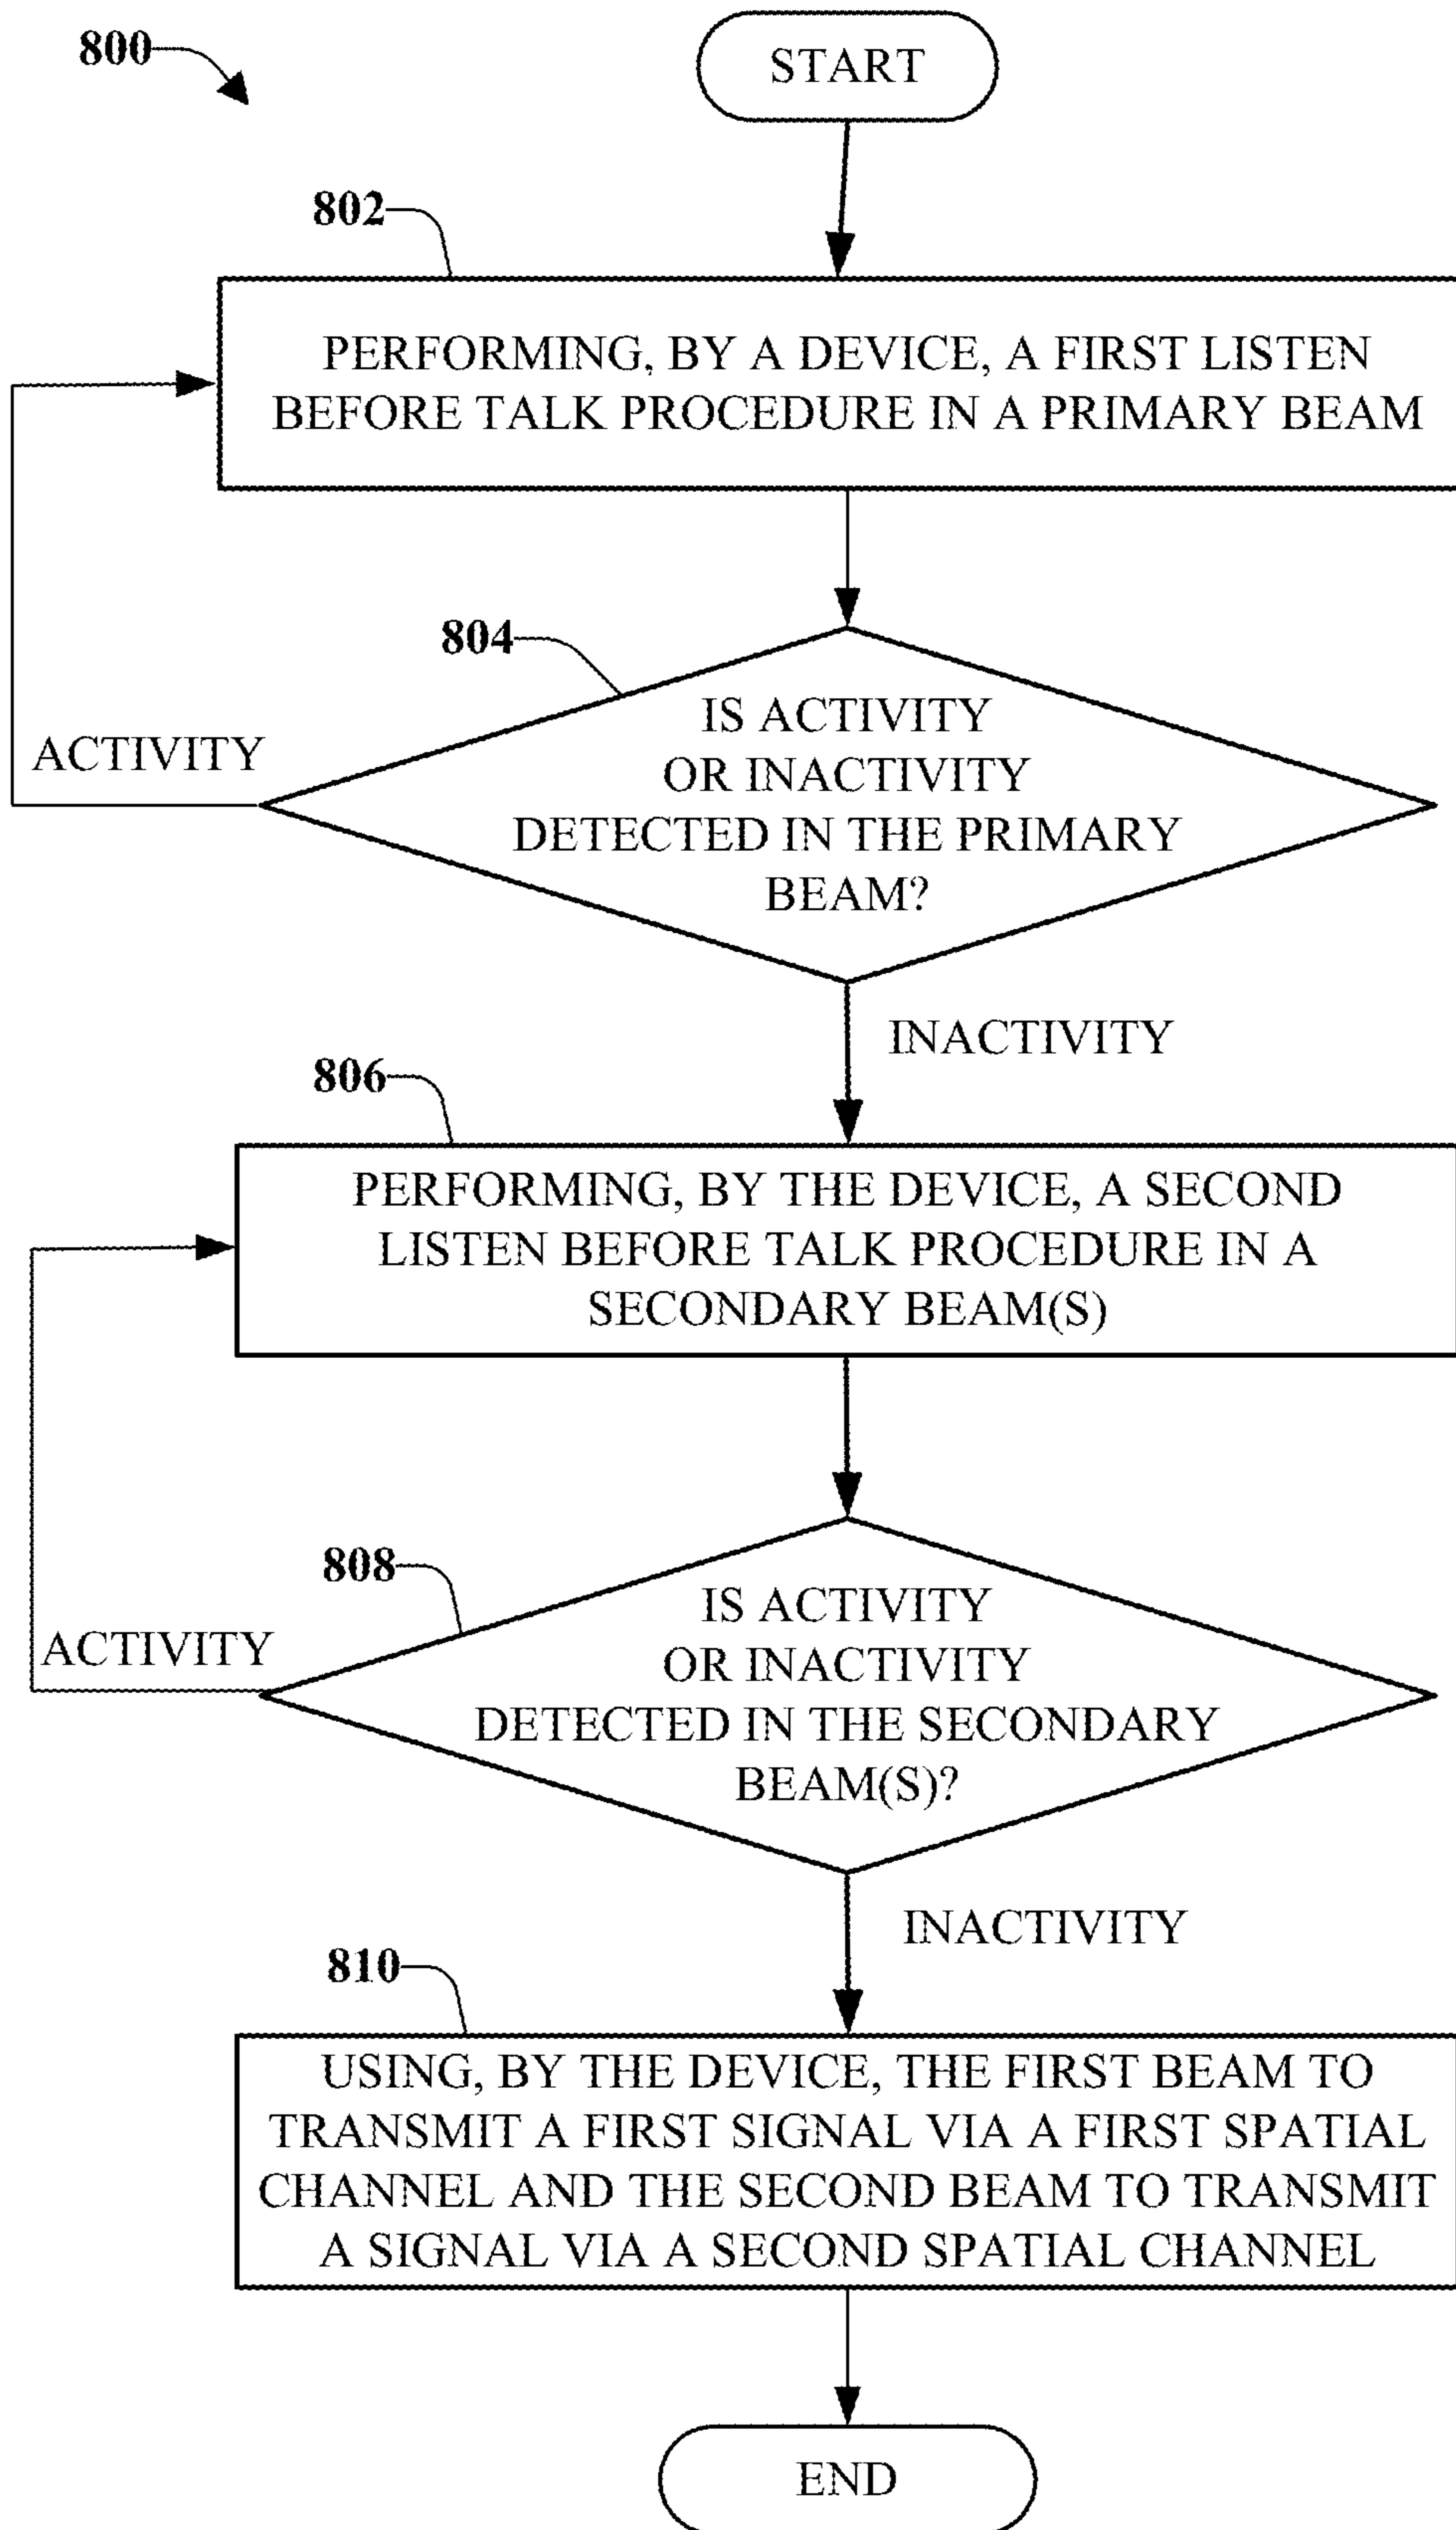 800
START
802
PERFORMING, BY A DEVICE, A FIRST LISTEN
BEFORE TALK PROCEDURE IN A PRIMARY BEAM
804
IS ACTIVITY
OR INACTIVITY
DETECTED IN THE PRIMARY
BEAM?
ACTIVITY
INACTIVITY
806
PERFORMING, BY THE DEVICE, A SECOND
LISTEN BEFORE TALK PROCEDURE IN A
SECONDARY BEAM(S)
808
IS ACTIVITY
OR INACTIVITY
DETECTED IN THE SECONDARY
BEAM(S)?
ACTIVITY
INACTIVITY
810
USING, BY THE DEVICE, THE FIRST BEAM TO
TRANSMIT A FIRST SIGNAL VIA A FIRST SPATIAL
CHANNEL AND THE SECOND BEAM TO TRANSMIT
A SIGNAL VIA A SECOND SPATIAL CHANNEL
END